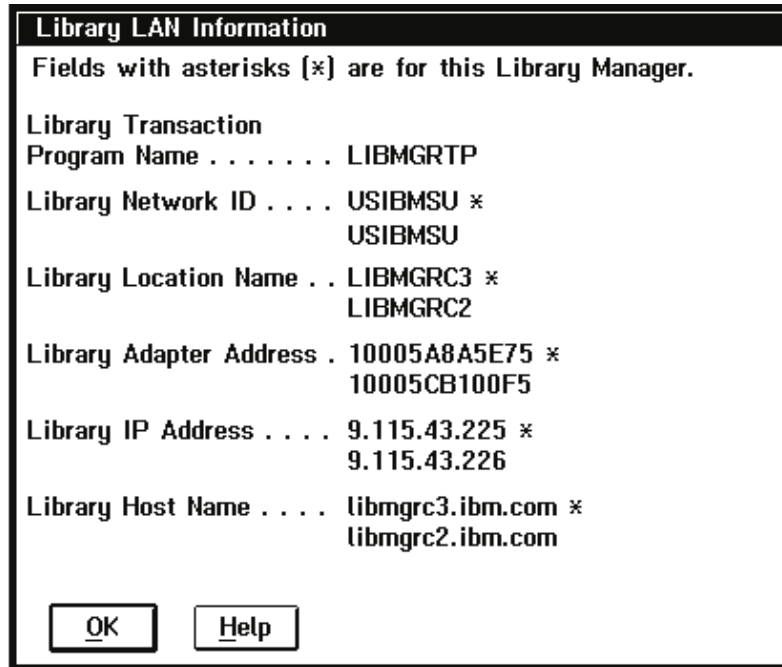 Library LAN Information
Fields with asterisks (*) are for this Library Manager.
Library Transaction
Program Name . . . . . . . LIBMGRTP
Library Network ID . . . . USIBMSU *
USIBMSU
Library Location Name . . LIBMGRC3 *
LIBMGRC2
Library Adapter Address . 10005A8A5E75 *
10005CB100F5
Library IP Address . . . . 9.115.43.225 *
9.115.43.226
Library Host Name . . . . libmgrc3.ibm.com *
libmgrc2.ibm.com
OK Help